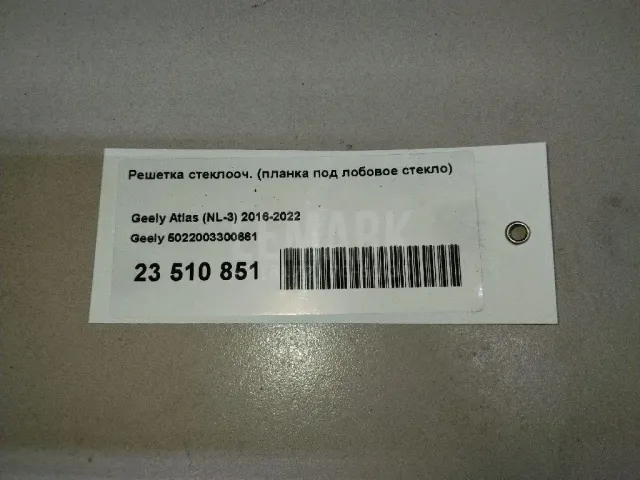 Решетка стеклооч. (планка под лобовое стекло)
Geely Atlas (NL-3) 2016-2022
Geely 5022003300661
23 510 851